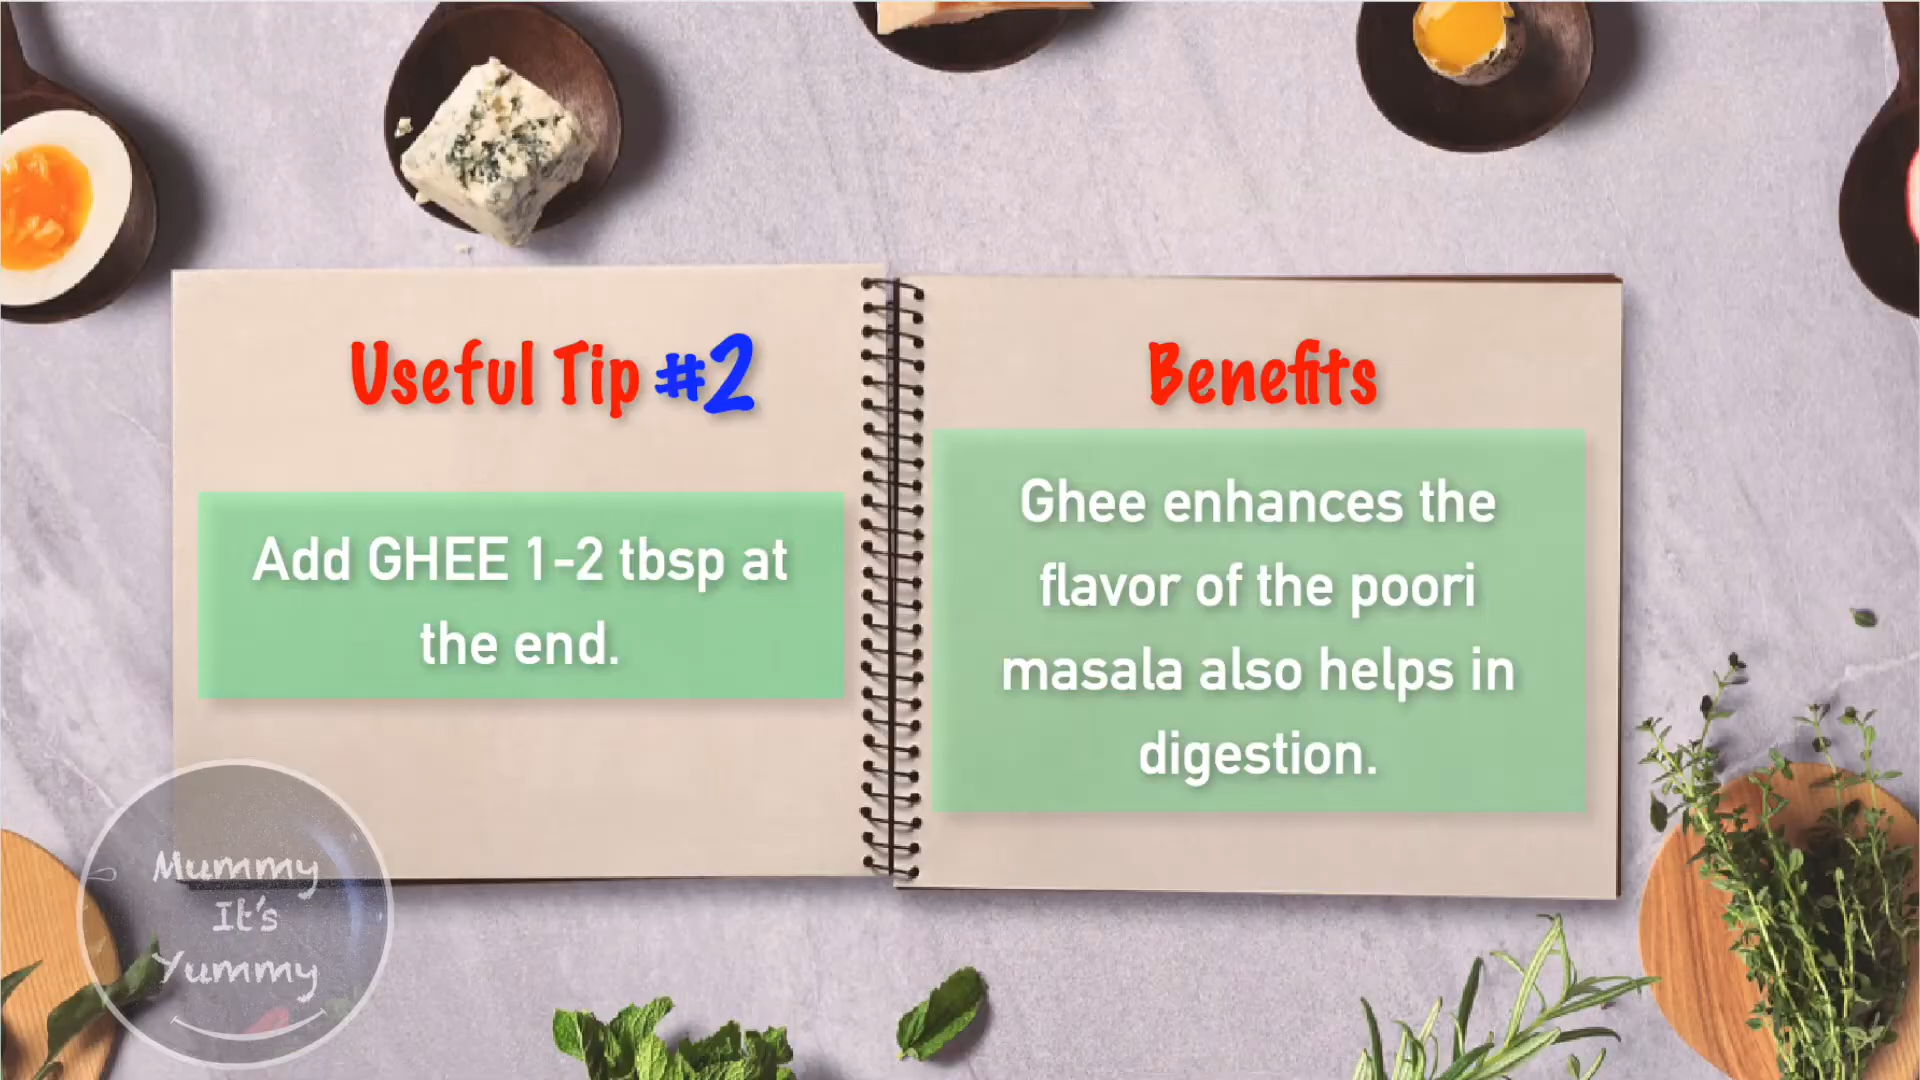 Useful Tip #2
Add GHEE 1-2 tbsp at
the end.
Benefits
Ghee enhances the
flavor of the poori
masala also helps in
digestion.
Mummy
It's
Yummy